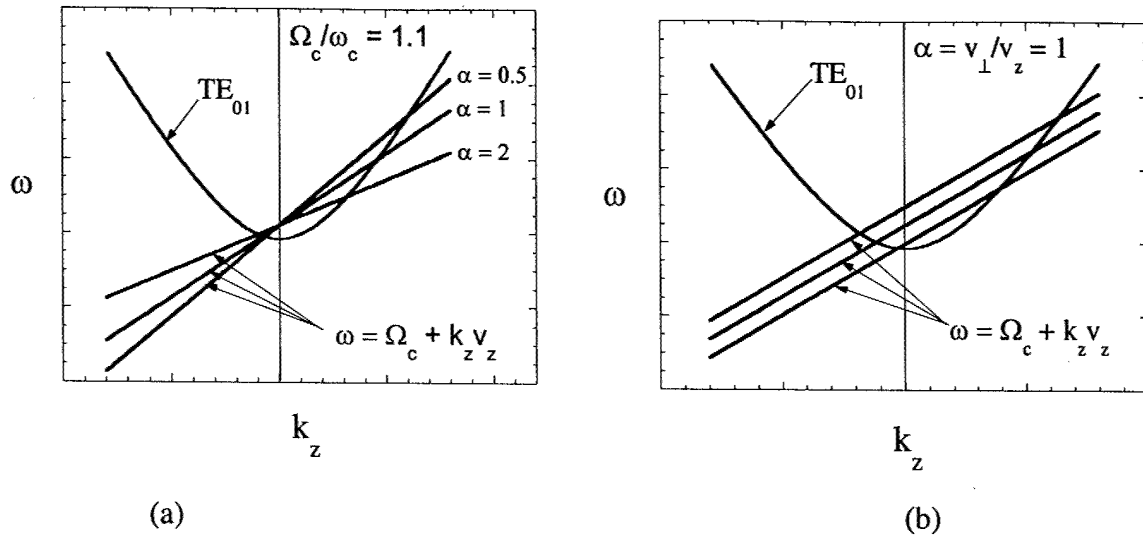 Ω_c/ω_c = 1.1
TE_01
α = 0.5
α = 1
α = 2
ω
ω = Ω_c + k_z v_z
k_z
(a)
α = v_⊥/v_z = 1
TE_01
ω
ω = Ω_c + k_z v_z
k_z
(b)